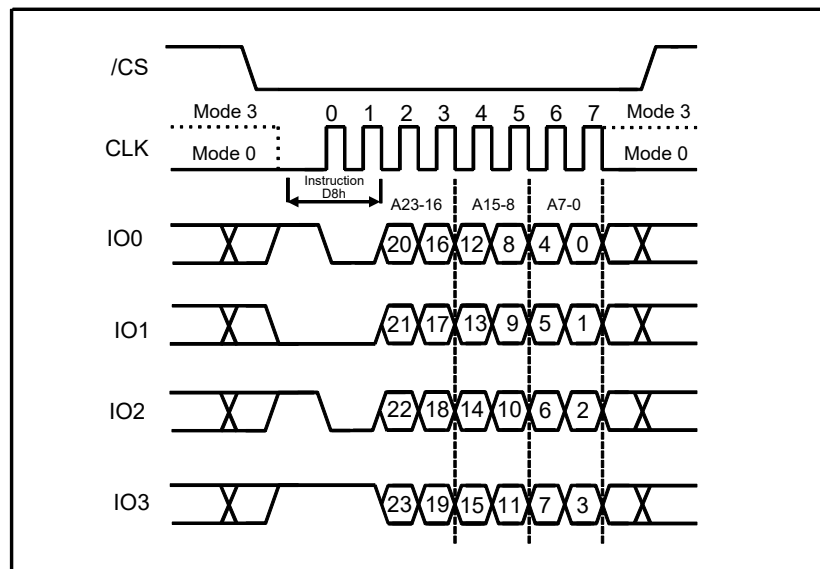 /CS
Mode 3 0 1 2 3 4 5 6 7 Mode 3
CLK
Mode 0 Mode 0
Instruction
D8h
A23-16 A15-8 A7-0
IO0 20 16 12 8 4 0
IO1 21 17 13 9 5 1
IO2 22 18 14 10 6 2
IO3 23 19 15 11 7 3